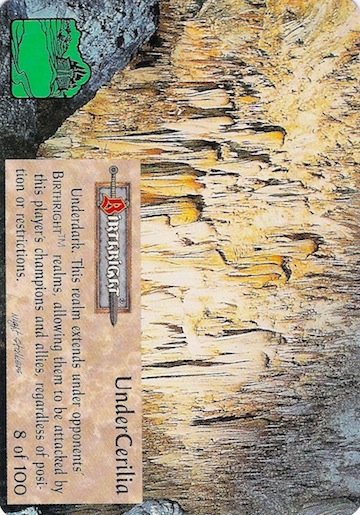 UnderCerilia
BIRTHRIGHT
Underdark. This realm extends under opponents
BIRTHRIGHT™ realms, allowing them to be attacked by
this player's champions and allies, regardless of posi-
tion or restrictions.
8 of 100